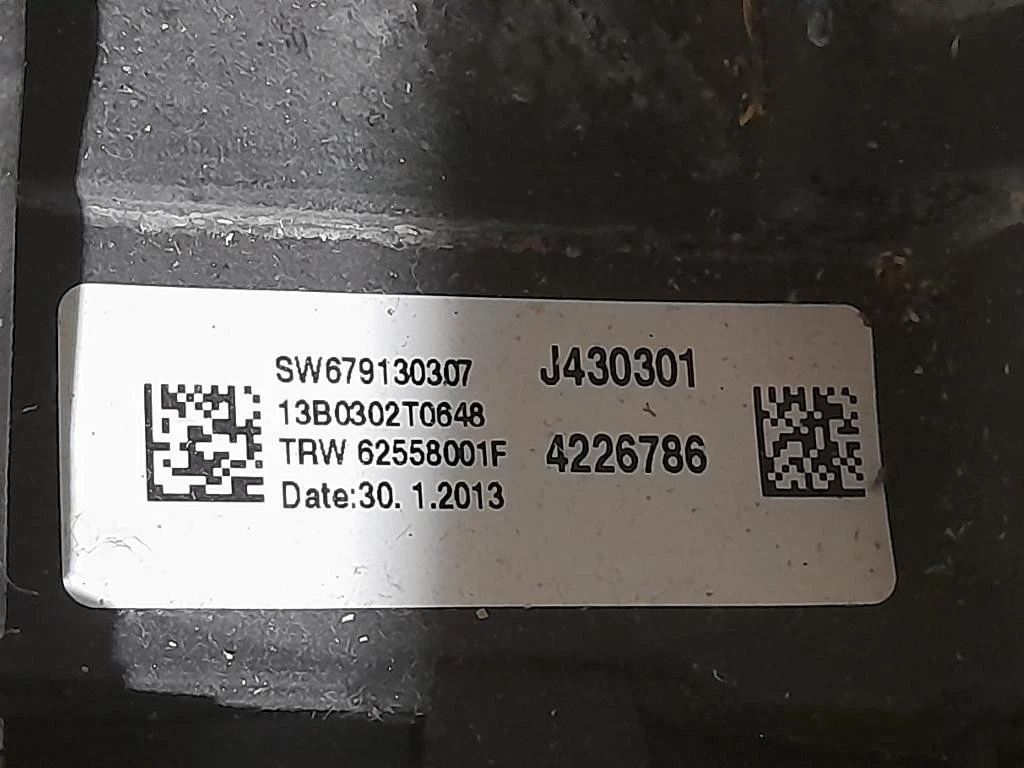 SW679130307
13B0302T0648
TRW 62558001F
Date:30. 1.2013
J430301
4226786